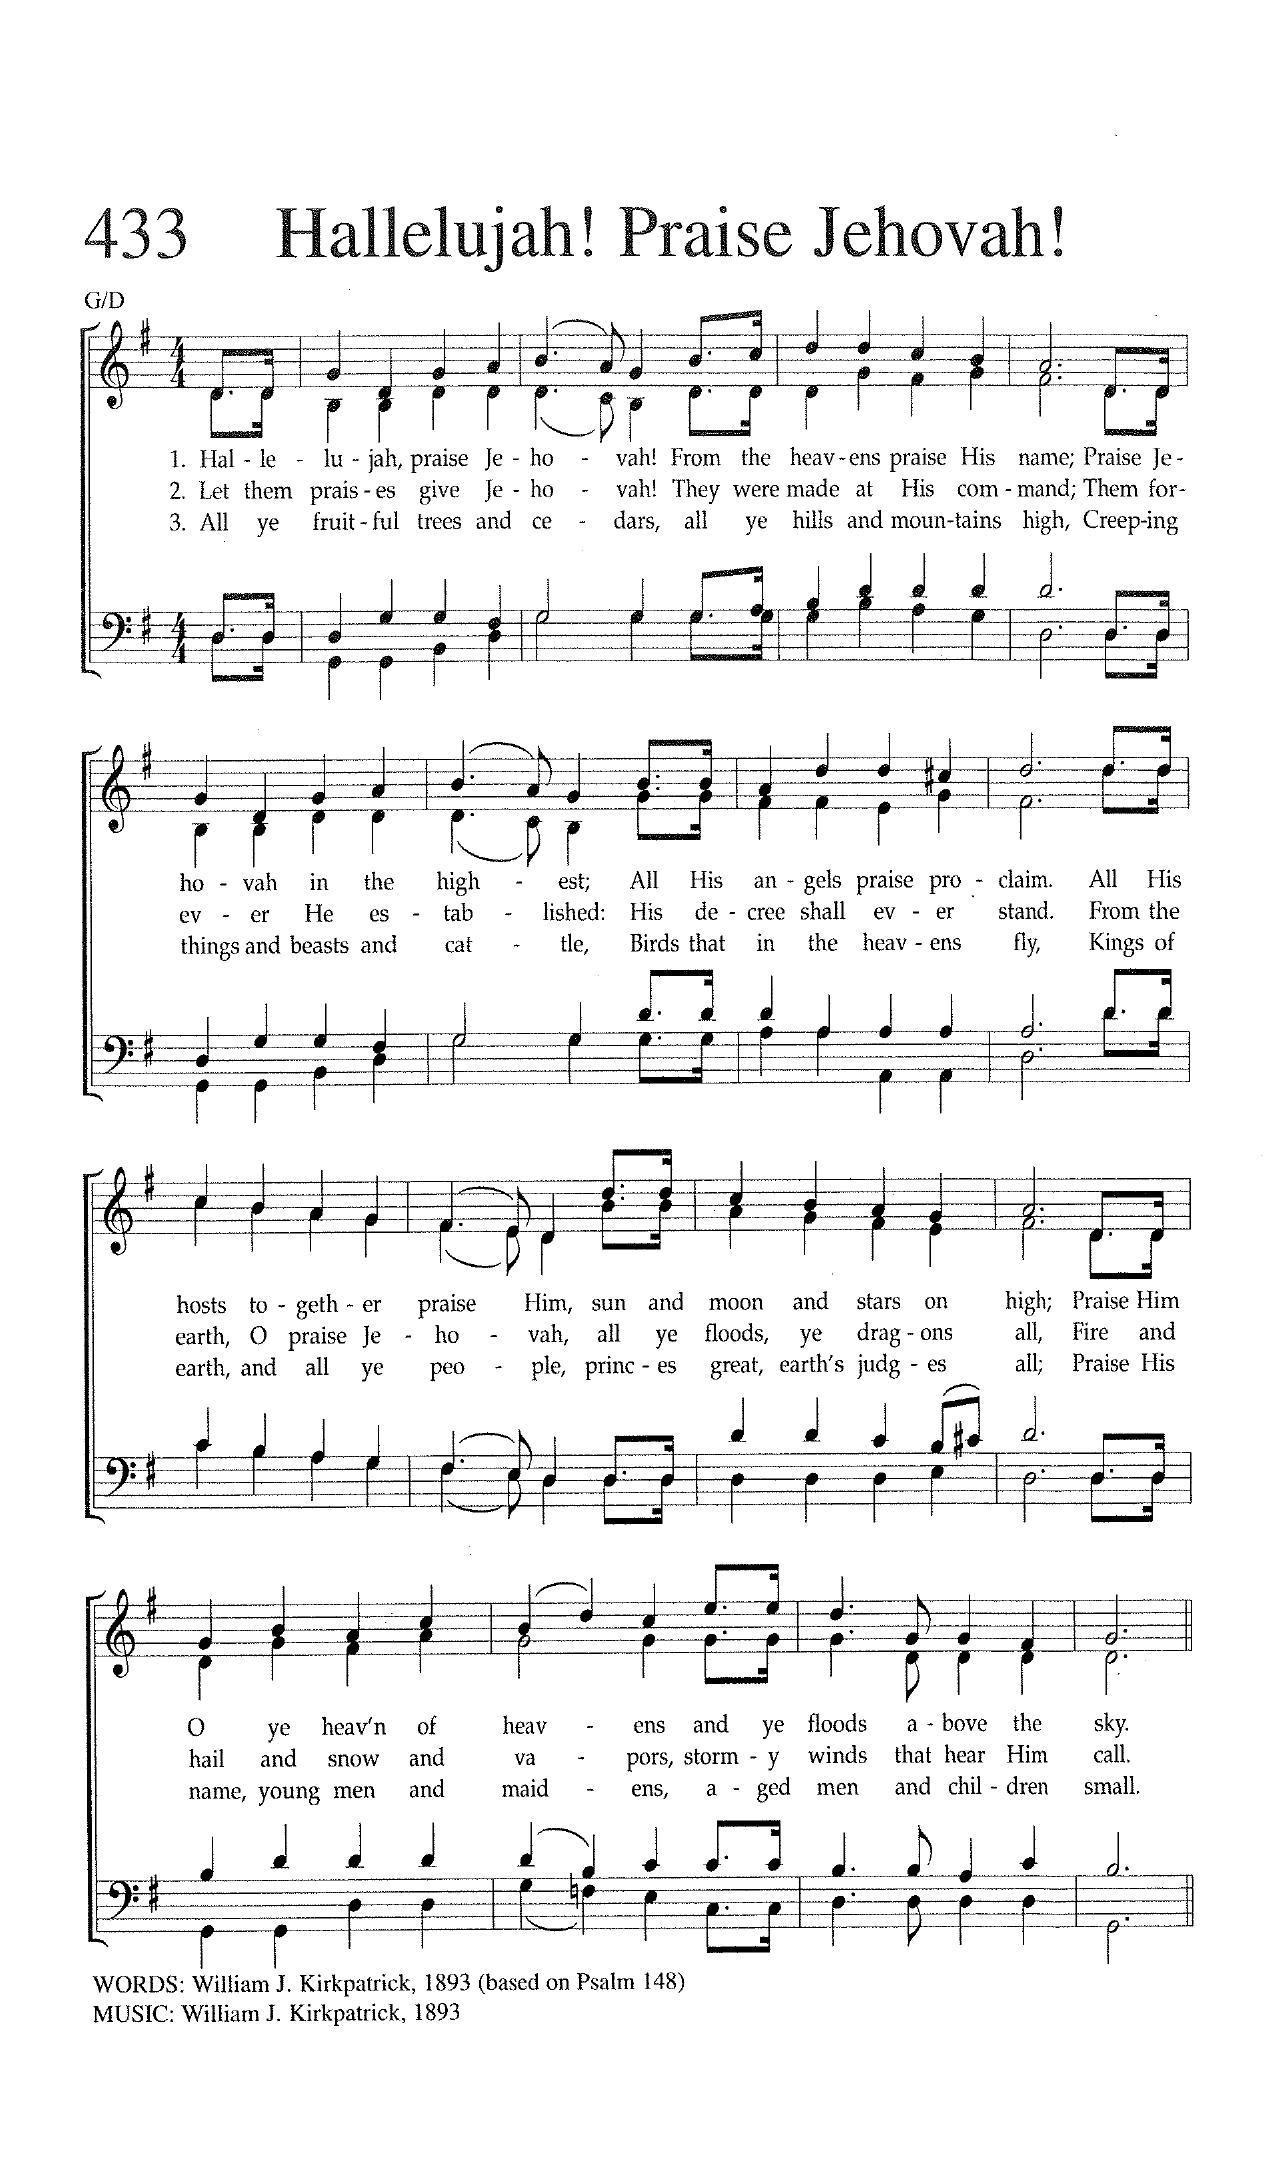 433 Hallelujah! Praise Jehovah!
G/D
1. Hal - le - lu - jah, praise Je - ho - vah! From the heav - ens praise His name; Praise Je -
2. Let them prais - es give Je - ho - vah! They were made at His com - mand; Them for-
3. All ye fruit - ful trees and ce - dars, all ye hills and moun - tains high, Creep - ing
ho - vah in the high - est; All His an - gels praise pro - claim. All His
ev - er He es - tab - lished: His de - cree shall ev - er stand. From the
things and beasts and cat - tle, Birds that in the heav - ens fly, Kings of
hosts to - geth - er praise Him, sun and moon and stars on high; Praise Him
earth, O praise Je - ho - vah, all ye floods, ye drag - ons all, Fire and
earth, and all ye peo - ple, princ - es great, earth's judg - es all; Praise His
O ye heav'n of heav - ens and ye floods a - bove the sky.
hail and snow and va - pors, storm - y winds that hear Him call.
name, young men and maid - ens, a - ged men and chil - dren small.
WORDS: William J. Kirkpatrick, 1893 (based on Psalm 148)
MUSIC: William J. Kirkpatrick, 1893